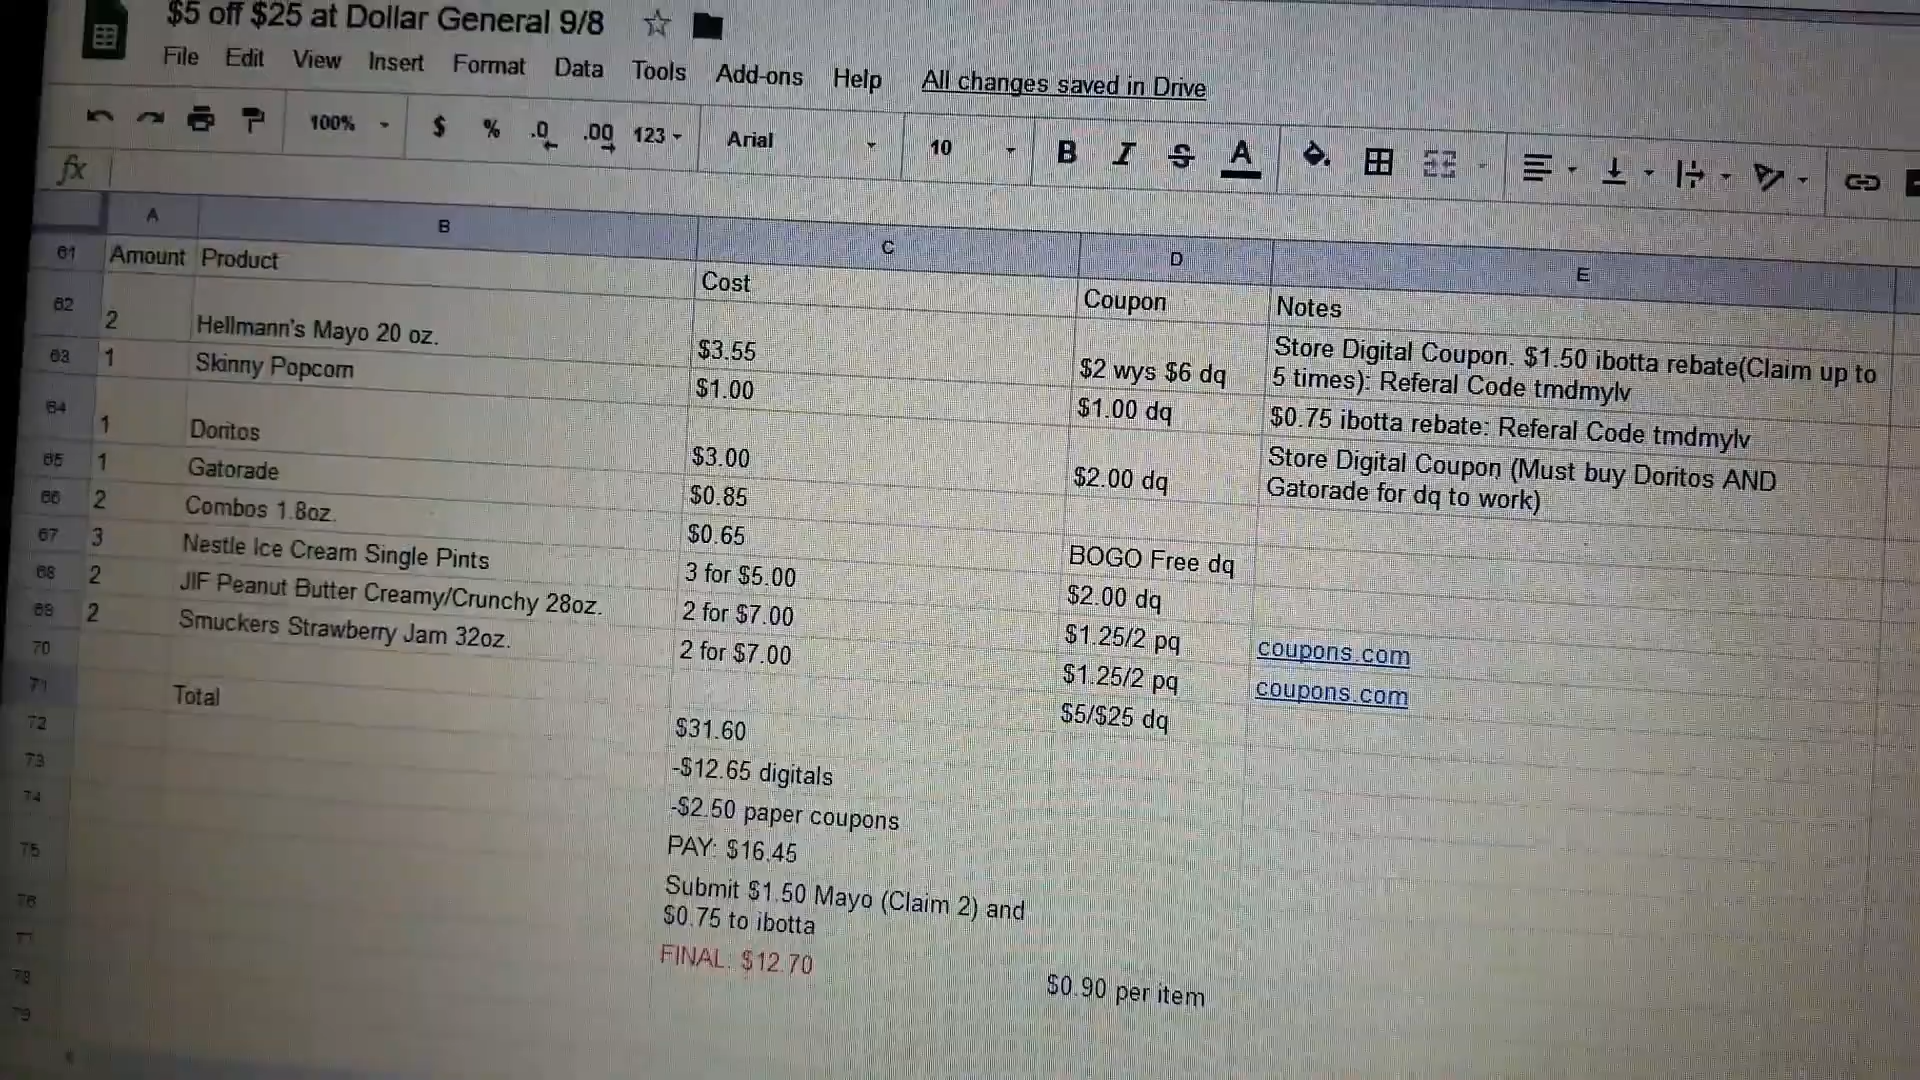 $5 off $25 at Dollar General 9/8
File Edit View Insert Format Data Tools Add-ons Help All changes saved in Drive
100% $ % .0 .00 123 Arial 10 B I S A
fx
A B C D E
61 Amount Product Cost Coupon Notes
62 2 Hellmann's Mayo 20 oz. $3.55 $2 wys $6 dq Store Digital Coupon. $1.50 ibotta rebate(Claim up to
5 times): Referal Code tmdmylv
63 1 Skinny Popcorn $1.00 $1.00 dq $0.75 ibotta rebate: Referal Code tmdmylv
64 1 Doritos $3.00 $2.00 dq Store Digital Coupon (Must buy Doritos AND
Gatorade for dq to work)
65 1 Gatorade $0.85
66 2 Combos 1.8oz. $0.65 BOGO Free dq
67 3 Nestle Ice Cream Single Pints 3 for $5.00 $2.00 dq
68 2 JIF Peanut Butter Creamy/Crunchy 28oz. 2 for $7.00 $1.25/2 pq coupons.com
69 2 Smuckers Strawberry Jam 32oz. 2 for $7.00 $1.25/2 pq coupons.com
70 $5/$25 dq
71 Total $31.60
72 -$12.65 digitals
73 -$2.50 paper coupons
74 PAY: $16.45
75 Submit $1.50 Mayo (Claim 2) and
$0.75 to ibotta
76 FINAL: $12.70 $0.90 per item
77
78
79